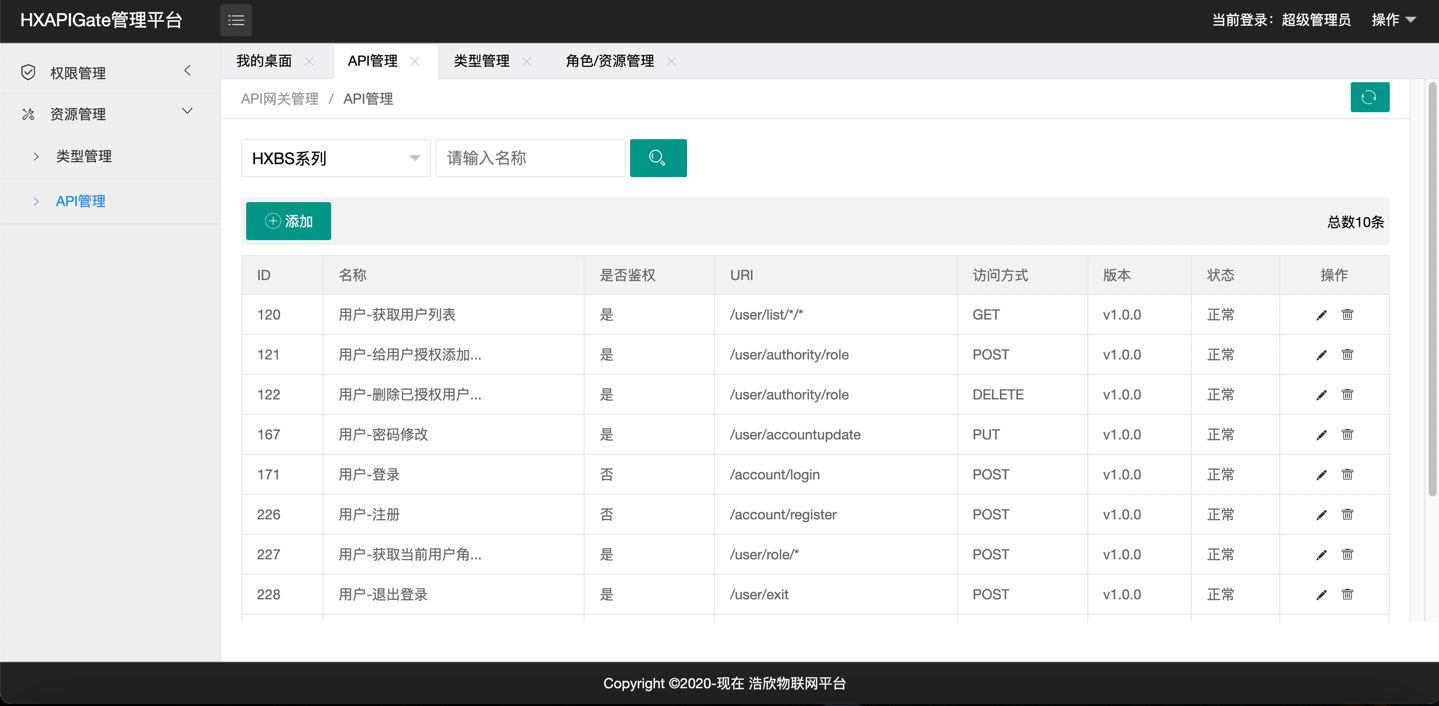 HXAPIGate管理平台
当前登录：超级管理员 操作
权限管理
资源管理
类型管理
API管理
我的桌面 API管理 类型管理 角色/资源管理
API网关管理 / API管理
HXBS系列 请输入名称
添加 总数10条
ID 名称 是否鉴权 URI 访问方式 版本 状态 操作
120 用户-获取用户列表 是 /user/list/*/* GET v1.0.0 正常
121 用户-给用户授权添加... 是 /user/authority/role POST v1.0.0 正常
122 用户-删除已授权用户... 是 /user/authority/role DELETE v1.0.0 正常
167 用户-密码修改 是 /user/accountupdate PUT v1.0.0 正常
171 用户-登录 否 /account/login POST v1.0.0 正常
226 用户-注册 否 /account/register POST v1.0.0 正常
227 用户-获取当前用户角... 是 /user/role/* POST v1.0.0 正常
228 用户-退出登录 是 /user/exit POST v1.0.0 正常
Copyright ©2020-现在 浩欣物联网平台